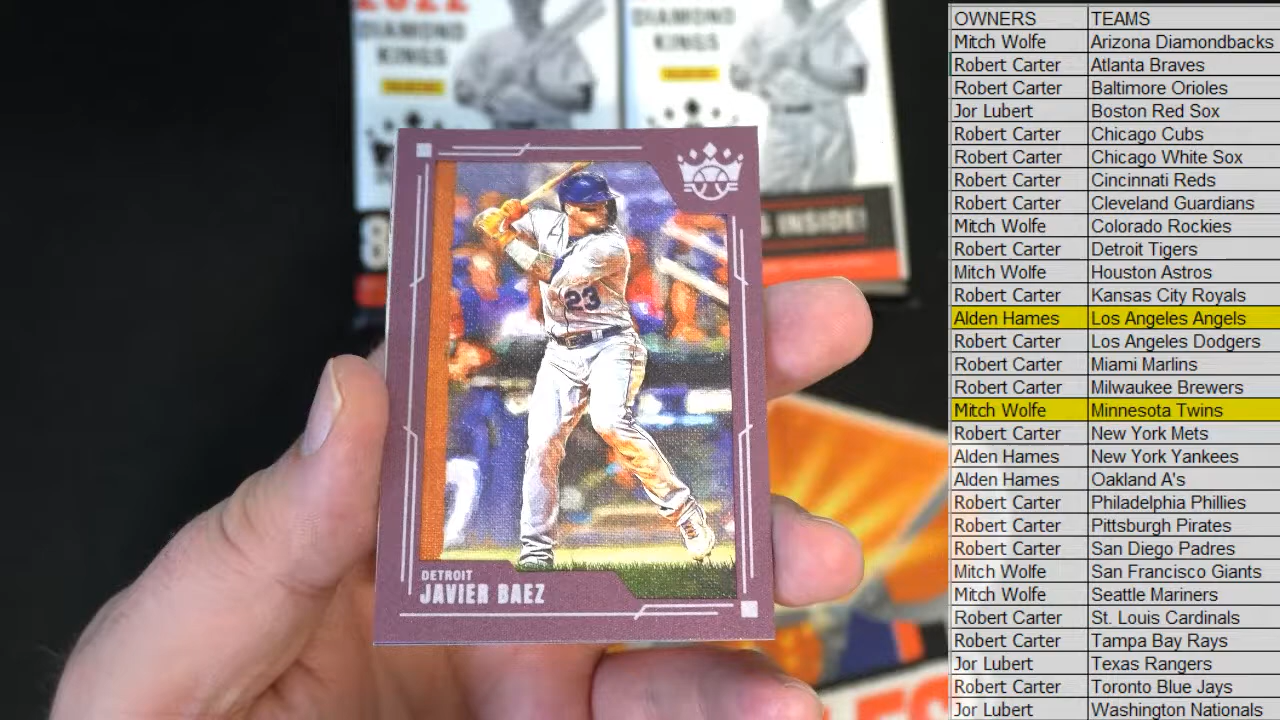 2022
DIAMOND
KINGS
PANINI
DIAMOND
KINGS
PANINI
8
INSIDE!
23
DETROIT
JAVIER BAEZ
OWNERS TEAMS
Mitch Wolfe Arizona Diamondbacks
Robert Carter Atlanta Braves
Robert Carter Baltimore Orioles
Jor Lubert Boston Red Sox
Robert Carter Chicago Cubs
Robert Carter Chicago White Sox
Robert Carter Cincinnati Reds
Robert Carter Cleveland Guardians
Mitch Wolfe Colorado Rockies
Robert Carter Detroit Tigers
Mitch Wolfe Houston Astros
Robert Carter Kansas City Royals
Alden Hames Los Angeles Angels
Robert Carter Los Angeles Dodgers
Robert Carter Miami Marlins
Robert Carter Milwaukee Brewers
Mitch Wolfe Minnesota Twins
Robert Carter New York Mets
Alden Hames New York Yankees
Alden Hames Oakland A's
Robert Carter Philadelphia Phillies
Robert Carter Pittsburgh Pirates
Robert Carter San Diego Padres
Mitch Wolfe San Francisco Giants
Mitch Wolfe Seattle Mariners
Robert Carter St. Louis Cardinals
Robert Carter Tampa Bay Rays
Jor Lubert Texas Rangers
Robert Carter Toronto Blue Jays
Jor Lubert Washington Nationals